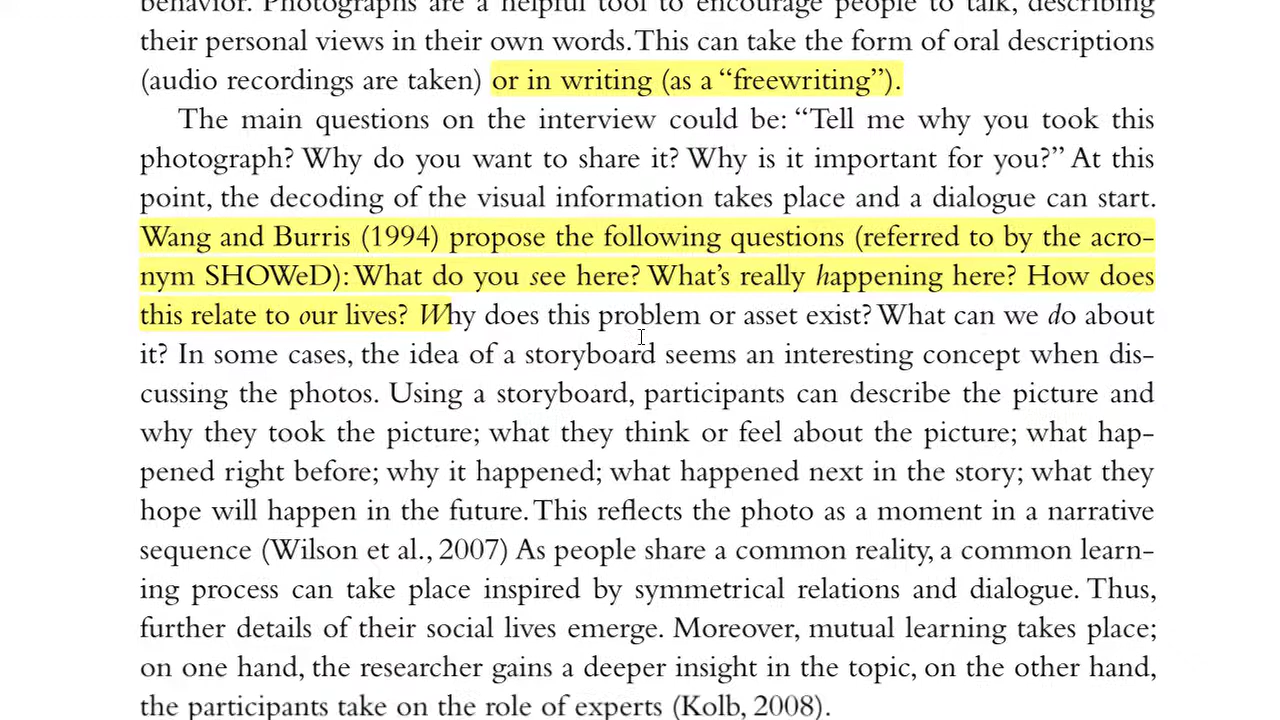 behavior. Photographs are a helpful tool to encourage people to talk, describing
their personal views in their own words. This can take the form of oral descriptions
(audio recordings are taken) or in writing (as a “freewriting”).
The main questions on the interview could be: “Tell me why you took this
photograph? Why do you want to share it? Why is it important for you?” At this
point, the decoding of the visual information takes place and a dialogue can start.
Wang and Burris (1994) propose the following questions (referred to by the acro-
nym SHOWeD): What do you see here? What’s really happening here? How does
this relate to our lives? Why does this problem or asset exist? What can we do about
it? In some cases, the idea of a storyboard seems an interesting concept when dis-
cussing the photos. Using a storyboard, participants can describe the picture and
why they took the picture; what they think or feel about the picture; what hap-
pened right before; why it happened; what happened next in the story; what they
hope will happen in the future. This reflects the photo as a moment in a narrative
sequence (Wilson et al., 2007) As people share a common reality, a common learn-
ing process can take place inspired by symmetrical relations and dialogue. Thus,
further details of their social lives emerge. Moreover, mutual learning takes place;
on one hand, the researcher gains a deeper insight in the topic, on the other hand,
the participants take on the role of experts (Kolb, 2008).